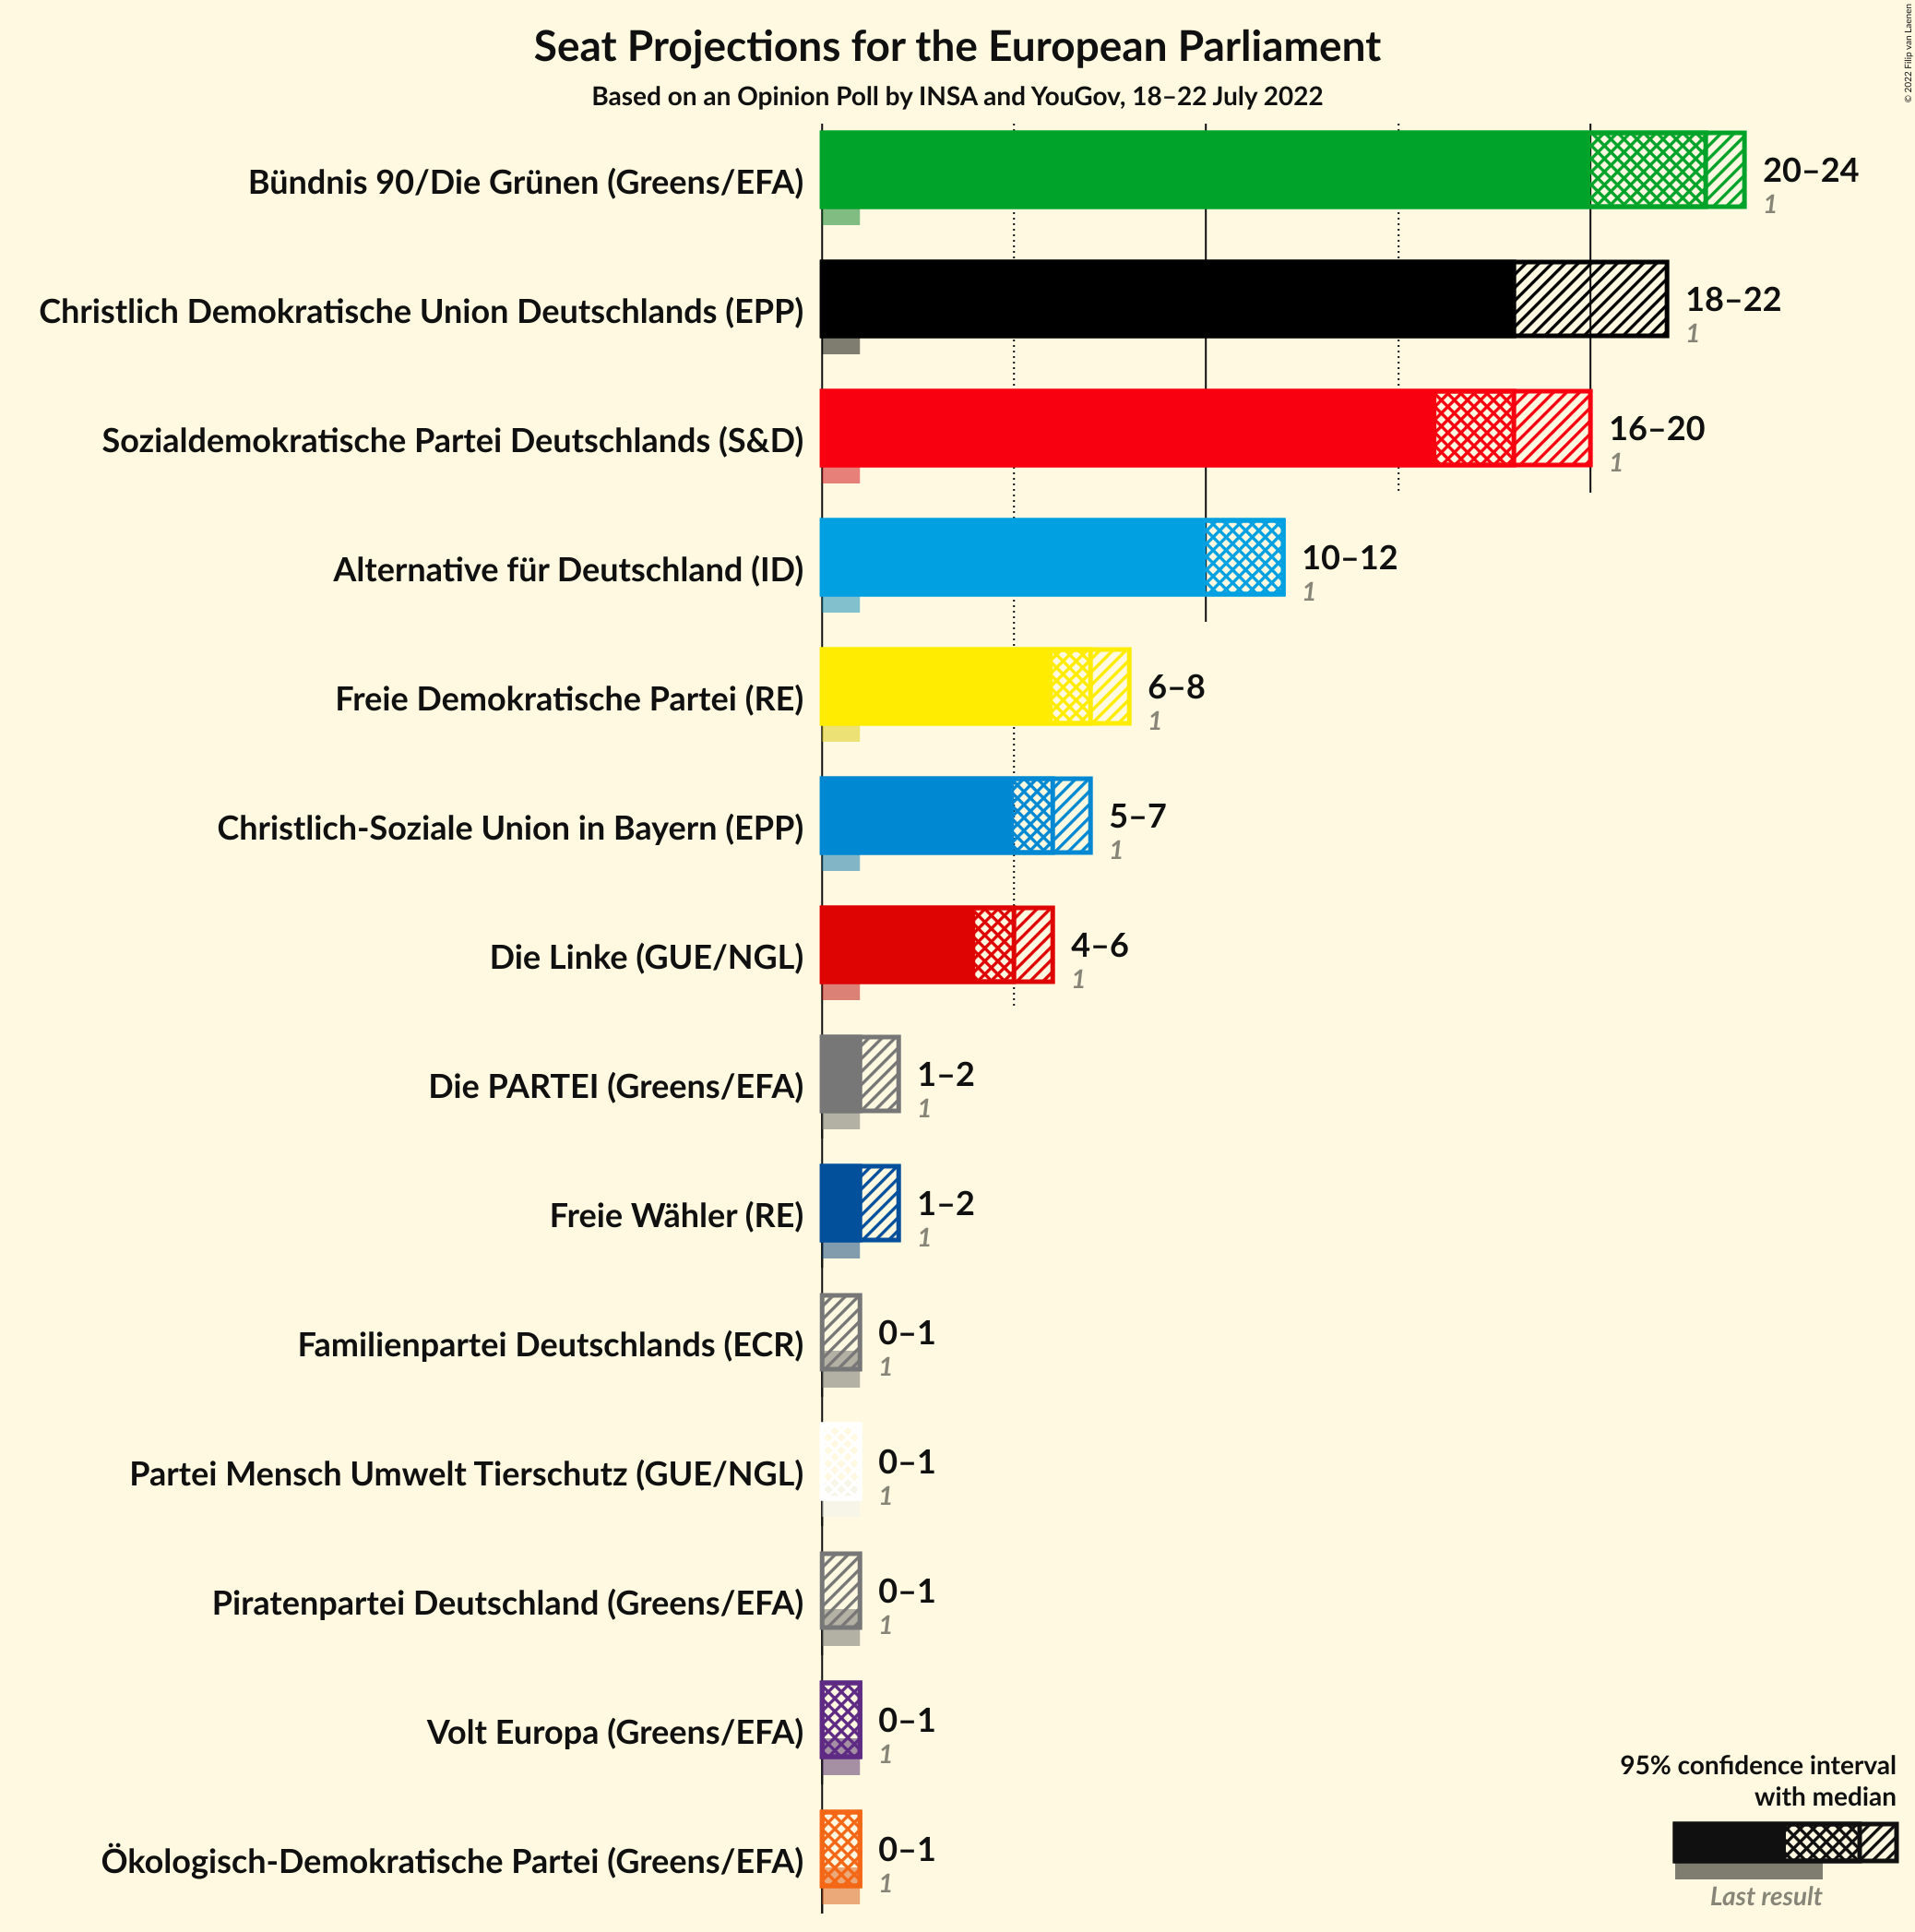 Seat Projections for the European Parliament
Based on an Opinion Poll by INSA and YouGov, 18–22 July 2022
© 2022 Filip van Laenen
Bündnis 90/Die Grünen (Greens/EFA)
20–24
1
Christlich Demokratische Union Deutschlands (EPP)
18–22
1
Sozialdemokratische Partei Deutschlands (S&D)
16–20
1
Alternative für Deutschland (ID)
10–12
1
Freie Demokratische Partei (RE)
6–8
1
Christlich-Soziale Union in Bayern (EPP)
5–7
1
Die Linke (GUE/NGL)
4–6
1
Die PARTEI (Greens/EFA)
1–2
1
Freie Wähler (RE)
1–2
1
Familienpartei Deutschlands (ECR)
0–1
1
Partei Mensch Umwelt Tierschutz (GUE/NGL)
0–1
1
Piratenpartei Deutschland (Greens/EFA)
0–1
1
Volt Europa (Greens/EFA)
0–1
1
Ökologisch-Demokratische Partei (Greens/EFA)
0–1
1
95% confidence interval
with median
Last result